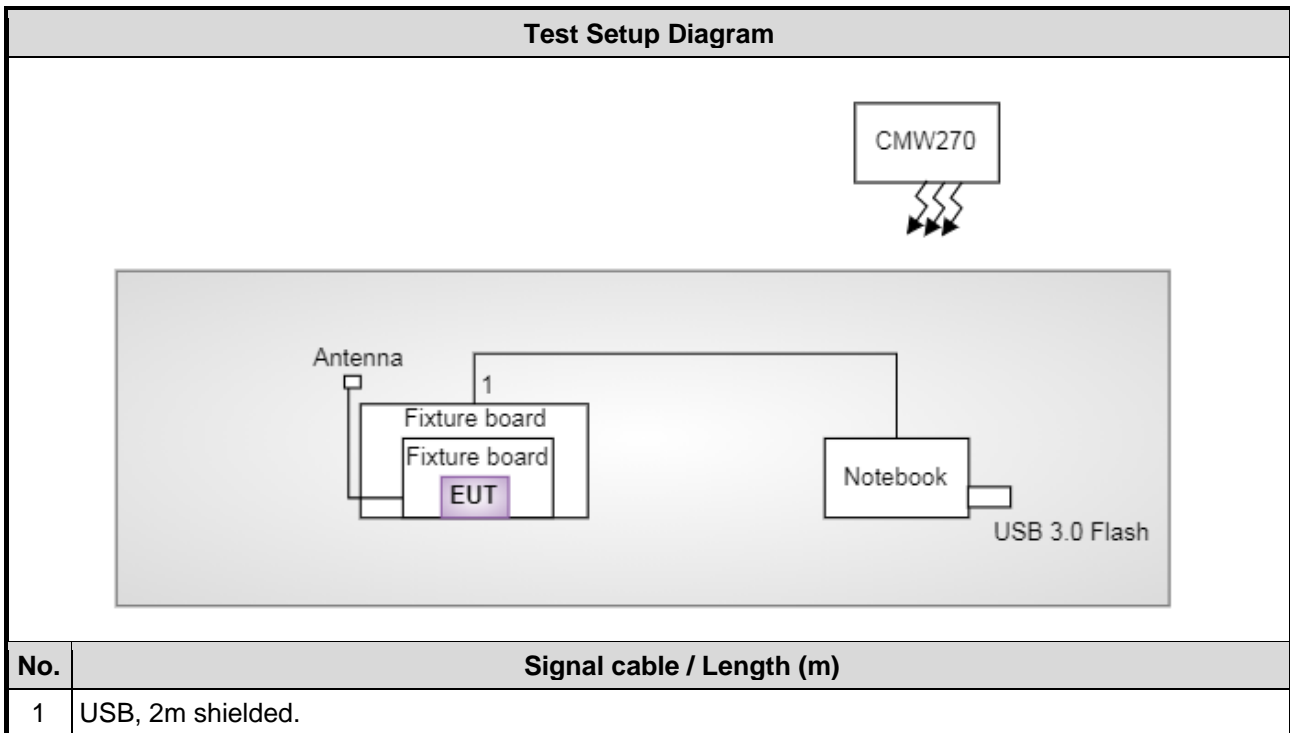 Test Setup Diagram
CMW270
Antenna
1
Fixture board
Fixture board
EUT
Notebook
USB 3.0 Flash
No. Signal cable / Length (m)
1 USB, 2m shielded.